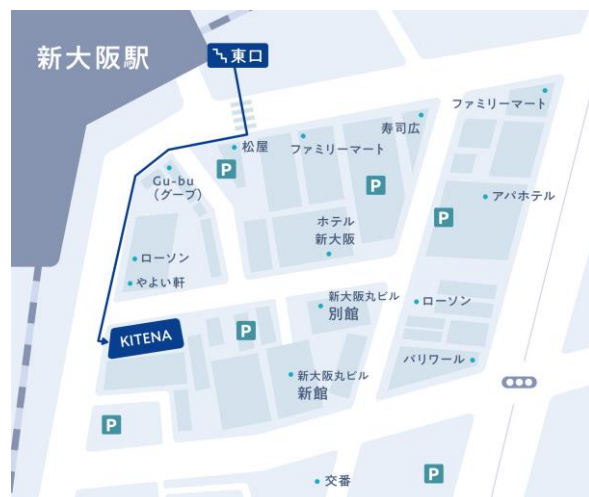 新大阪駅
東口
ファミリーマート
寿司広
松屋
ファミリーマート
P
P
Gu-bu
(グーブ)
アパホテル
P
ホテル
新大阪
ローソン
やよい軒
新大阪丸ビル
別館
ローソン
KITENA
P
パリワール
新大阪丸ビル
新館
P
交番
P